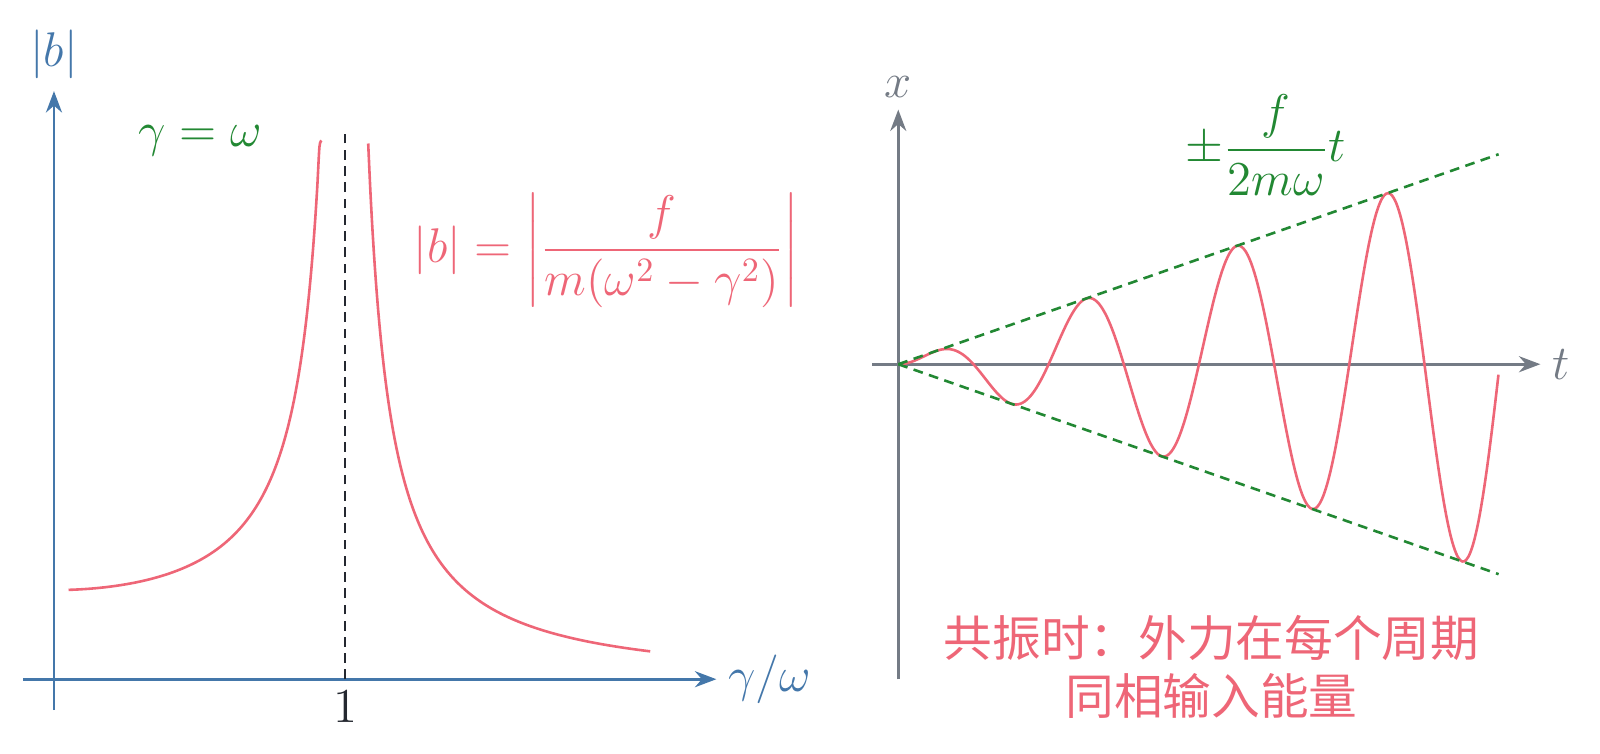 |b|
γ = ω
|b| = |f / m(ω² − γ²)|
γ/ω
1
x
± f / 2mω t
t
共振时：外力在每个周期
同相输入能量